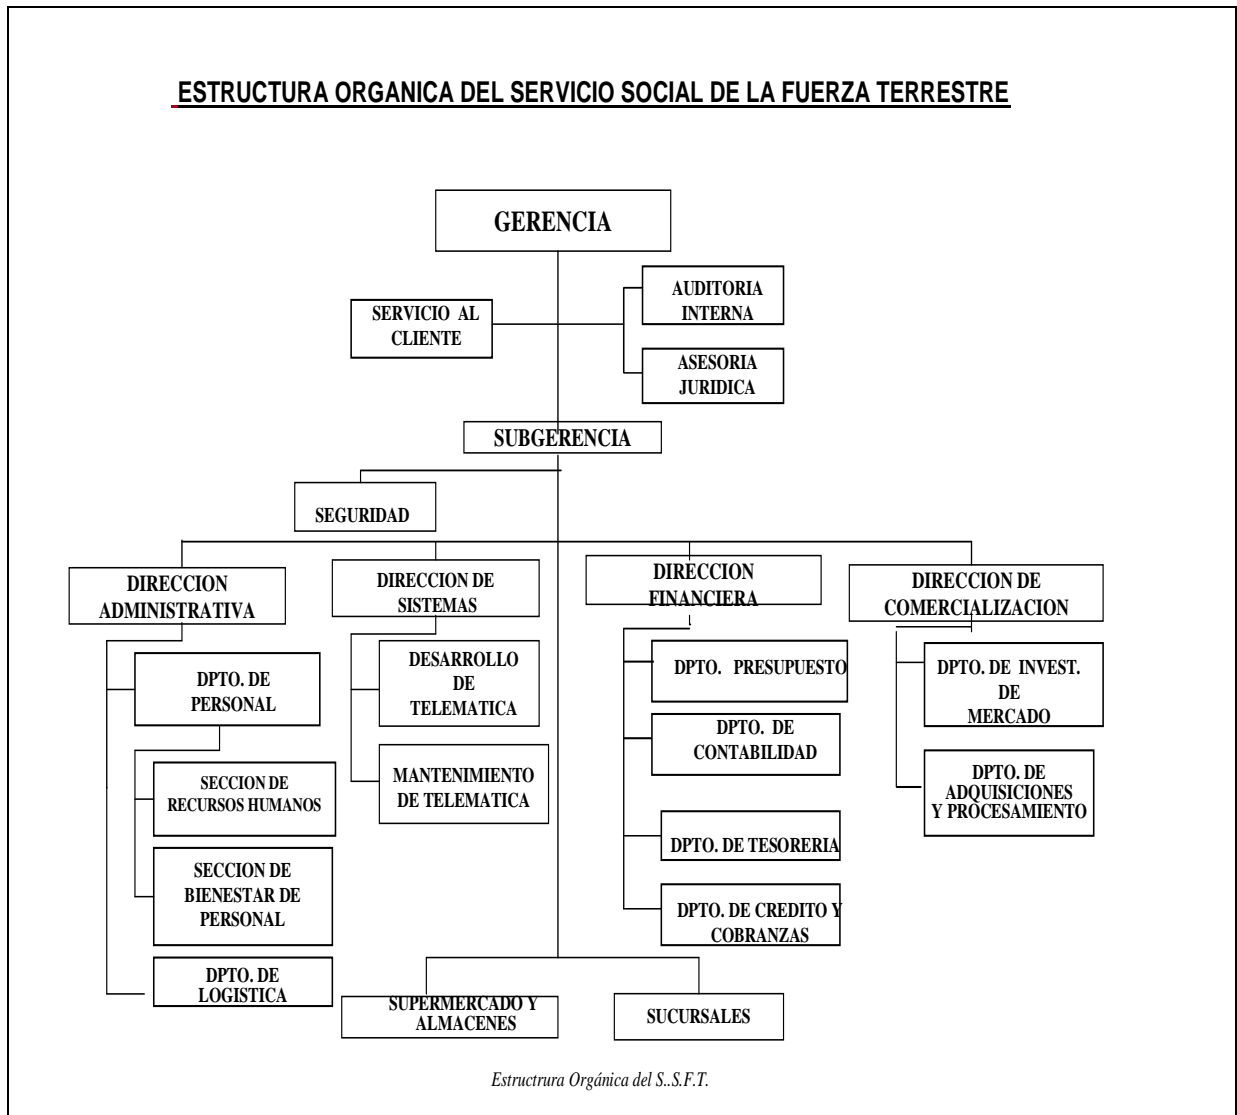 ESTRUCTURA ORGANICA DEL SERVICIO SOCIAL DE LA FUERZA TERRESTRE
GERENCIA
AUDITORIA
INTERNA
SERVICIO AL
CLIENTE
ASESORIA
JURIDICA
SUBGERENCIA
SEGURIDAD
DIRECCION
ADMINISTRATIVA
DIRECCION DE
SISTEMAS
DIRECCION
FINANCIERA
DIRECCION DE
COMERCIALIZACION
DPTO. DE
PERSONAL
SECCION DE
RECURSOS HUMANOS
SECCION DE
BIENESTAR DE
PERSONAL
DPTO. DE
LOGISTICA
DESARROLLO
DE
TELEMATICA
MANTENIMIENTO
DE TELEMATICA
DPTO. PRESUPUESTO
DPTO. DE
CONTABILIDAD
DPTO. DE TESORERIA
DPTO. DE CREDITO Y
COBRANZAS
DPTO. DE INVEST.
DE
MERCADO
DPTO. DE
ADQUISICIONES
Y PROCESAMIENTO
SUPERMERCADO Y
ALMACENES
SUCURSALES
Estructrura Orgánica del S..S.F.T.